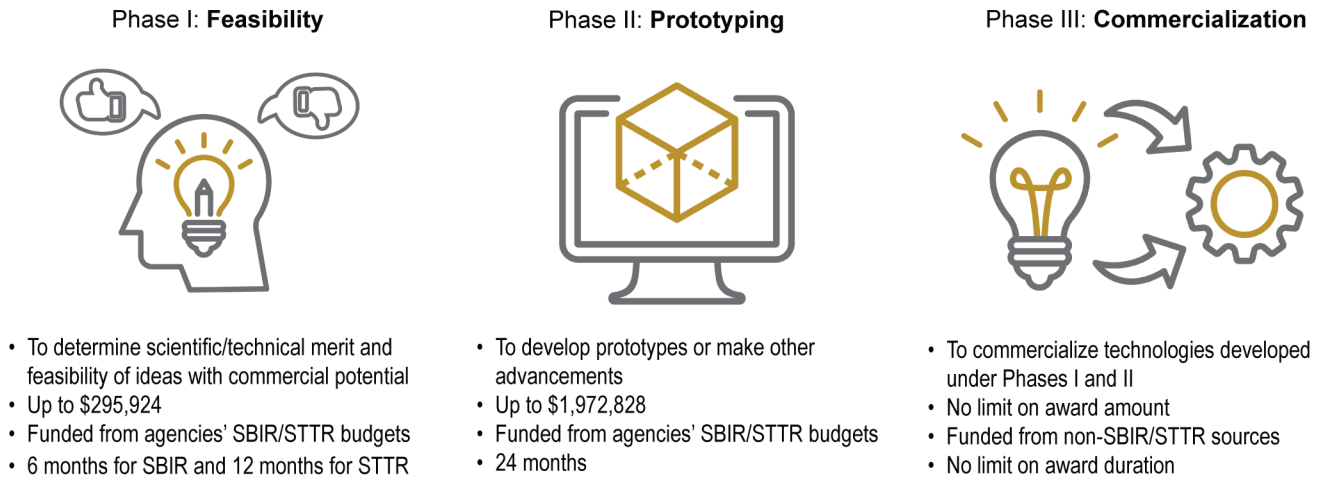 Phase I: Feasibility
• To determine scientific/technical merit and
feasibility of ideas with commercial potential
• Up to $295,924
• Funded from agencies’ SBIR/STTR budgets
• 6 months for SBIR and 12 months for STTR
Phase II: Prototyping
• To develop prototypes or make other
advancements
• Up to $1,972,828
• Funded from agencies’ SBIR/STTR budgets
• 24 months
Phase III: Commercialization
• To commercialize technologies developed
under Phases I and II
• No limit on award amount
• Funded from non-SBIR/STTR sources
• No limit on award duration